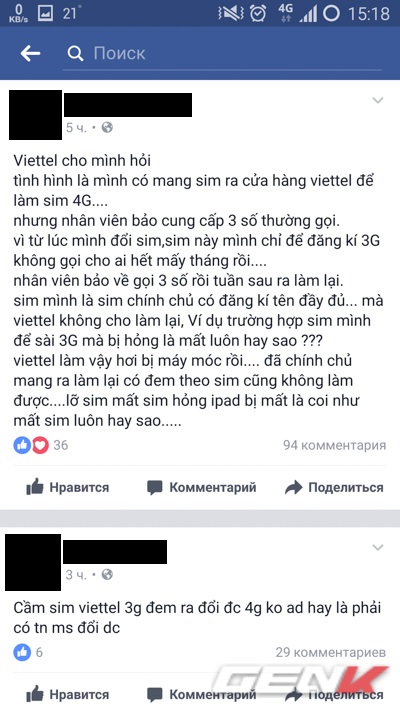 0
KB/s
21°
4G
15:18
Поиск
5 ч.
Viettel cho mình hỏi
tình hình là mình có mang sim ra cửa hàng viettel để
làm sim 4G....
nhưng nhân viên bảo cung cấp 3 số thường gọi.
vì từ lúc mình đổi sim,sim này mình chỉ để đăng kí 3G
không gọi cho ai hết mấy tháng rồi....
nhân viên bảo về gọi 3 số rồi tuần sau ra làm lại.
sim mình là sim chính chủ có đăng kí tên đầy đủ... mà
viettel không cho làm lại, Ví dụ trường hợp sim mình
để sài 3G mà bị hỏng là mất luôn hay sao ???
viettel làm vậy hơi bị máy móc rồi.... đã chính chủ
mang ra làm lại có đem theo sim cũng không làm
được....lỡ sim mất sim hỏng ipad bị mất là coi như
mất sim luôn hay sao.....
36
94 комментария
Нравится
Комментарий
Поделиться
3 ч.
Cầm sim viettel 3g đem ra đổi đc 4g ko ad hay là phải
có tn ms đổi dc
6
29 комментариев
Нравится
Комментарий
Поделиться
GENK